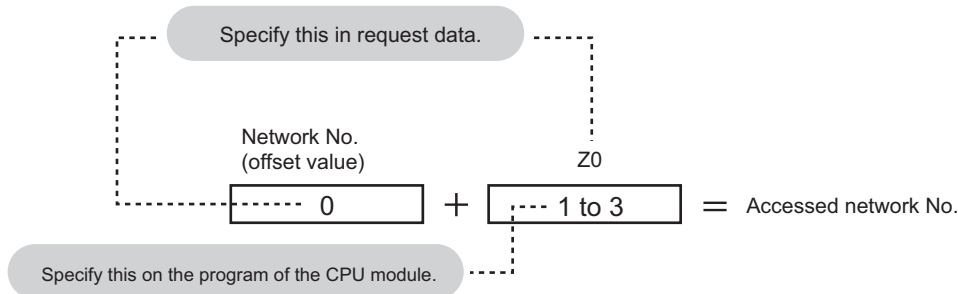 Specify this in request data.
Network No.
(offset value)
Z0
0 + 1 to 3 = Accessed network No.
Specify this on the program of the CPU module.